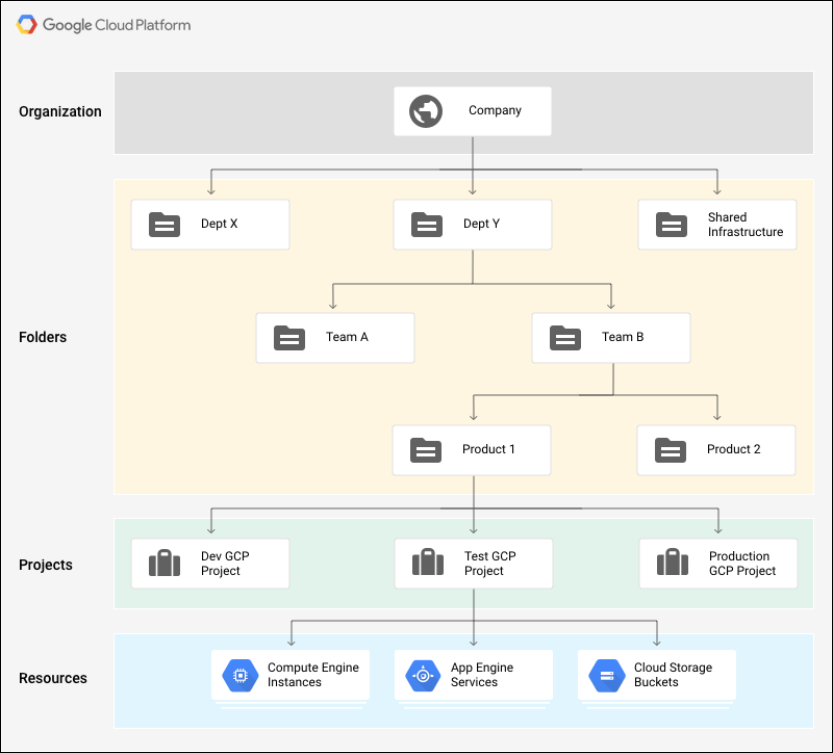 Google Cloud Platform
Organization
Company
Dept X
Dept Y
Shared
Infrastructure
Folders
Team A
Team B
Product 1
Product 2
Projects
Dev GCP
Project
Test GCP
Project
Production
GCP Project
Resources
Compute Engine
Instances
App Engine
Services
Cloud Storage
Buckets